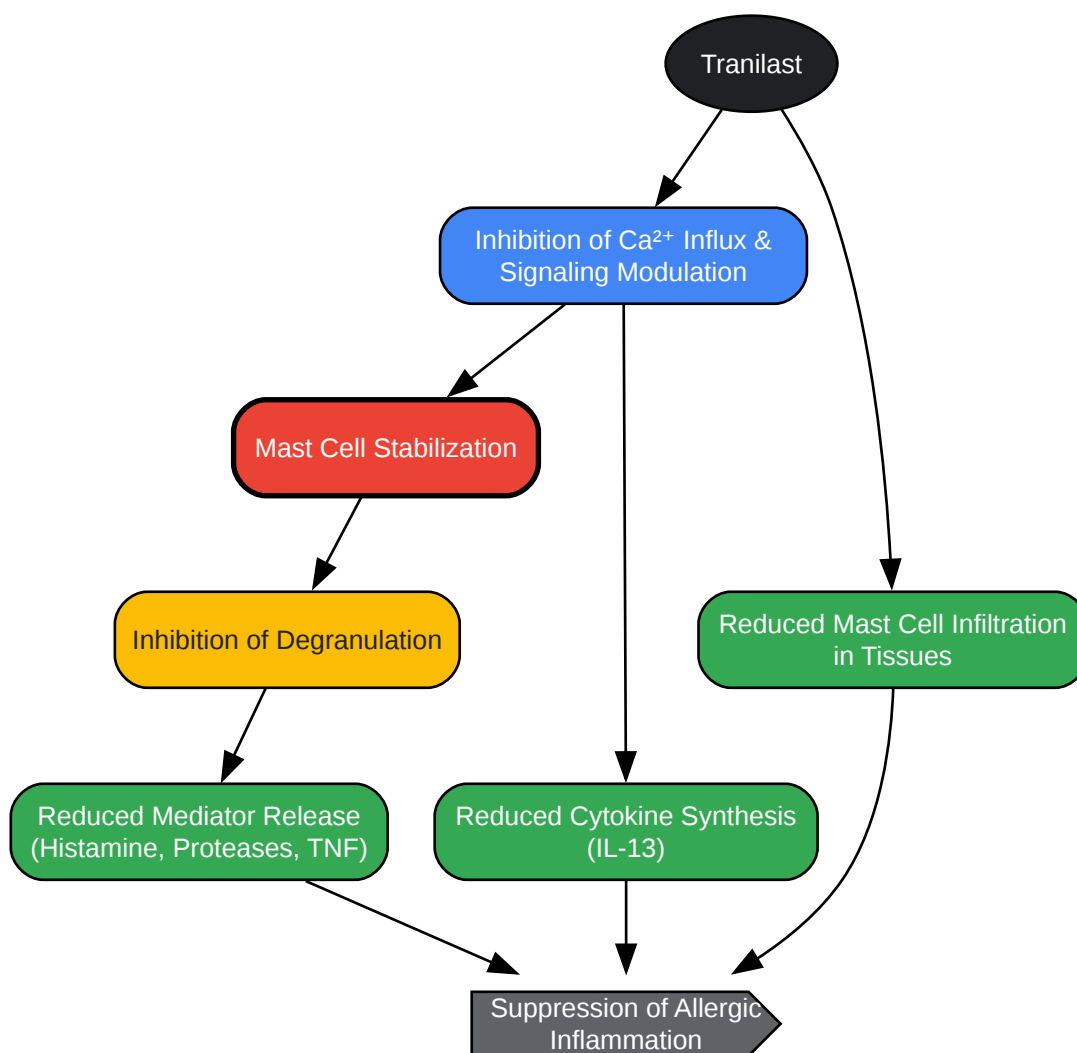 Tranilast
Inhibition of Ca²⁺ Influx &
Signaling Modulation
Mast Cell Stabilization
Inhibition of Degranulation
Reduced Mast Cell Infiltration
in Tissues
Reduced Mediator Release
(Histamine, Proteases, TNF)
Reduced Cytokine Synthesis
(IL-13)
Suppression of Allergic
Inflammation